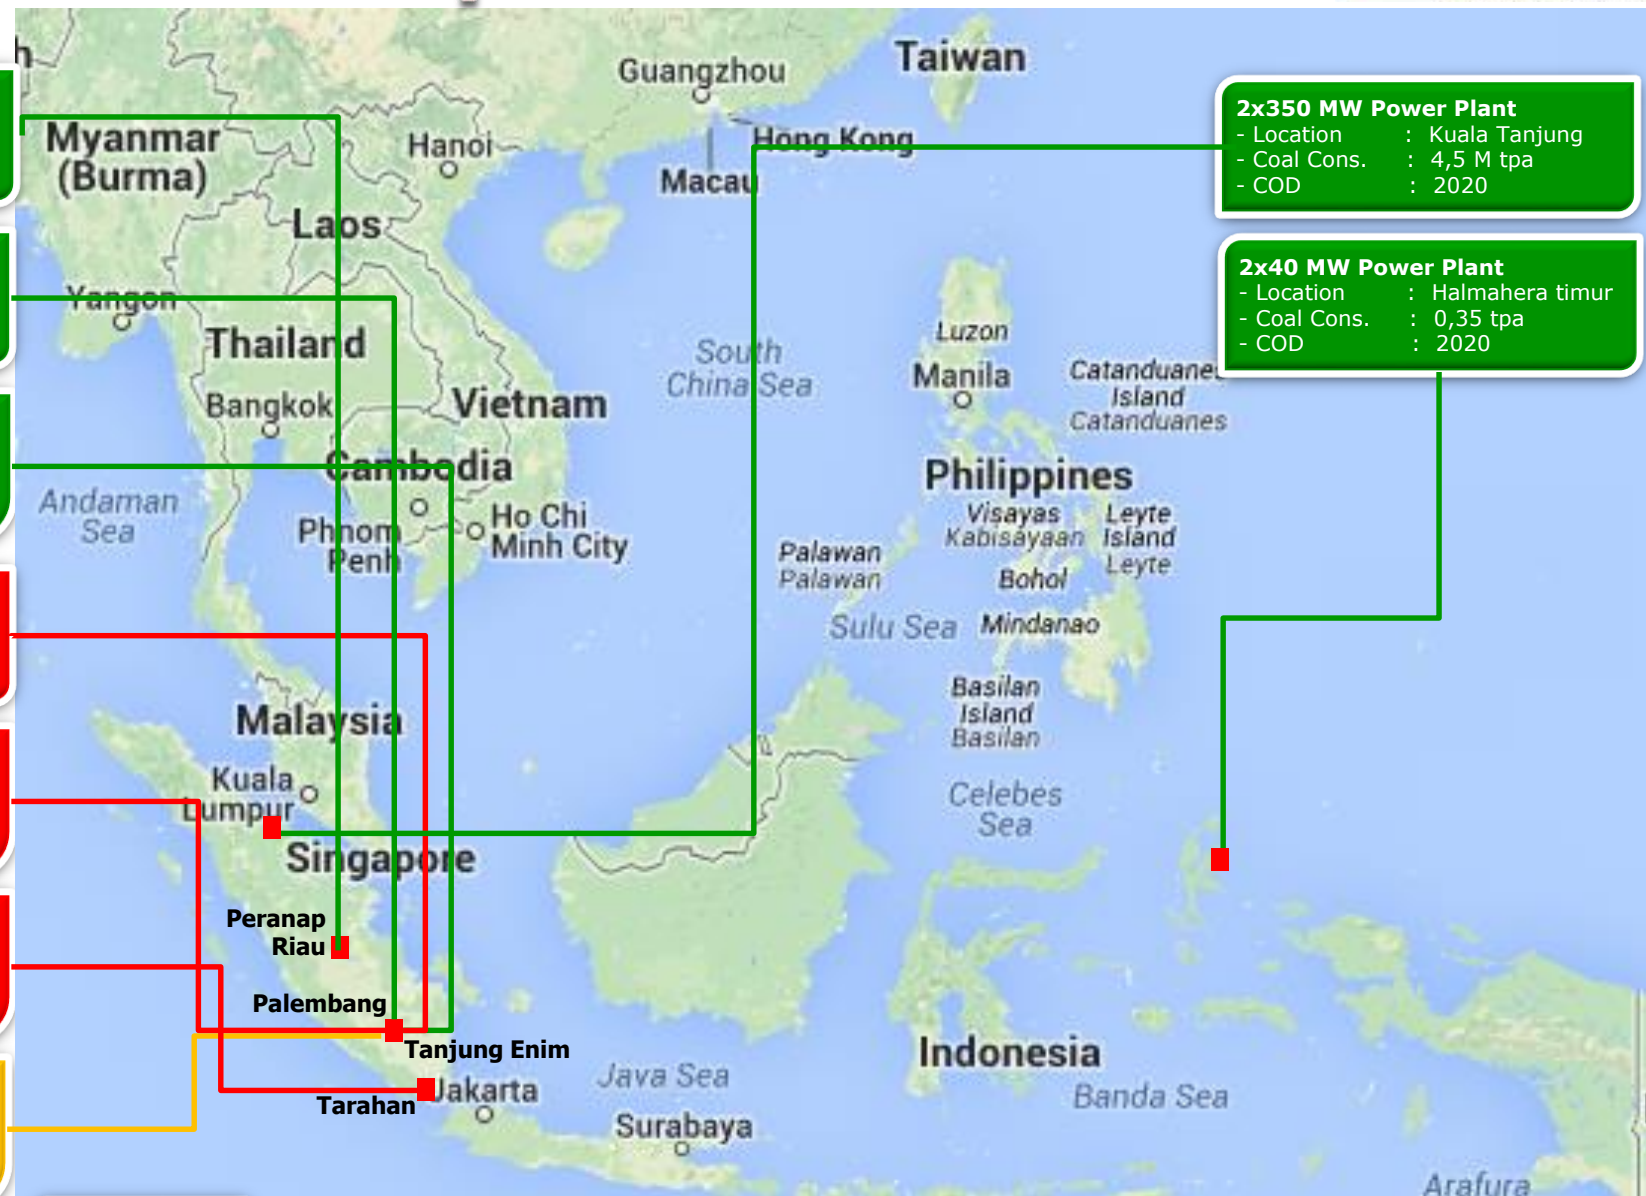 Taiwan
Guangzhou
Hong Kong
Macau
Hanoi
Myanmar
(Burma)
Laos
Yangon
Thailand
Bangkok
Vietnam
Cambodia
Phnom
Penh
Ho Chi
Minh City
Andaman
Sea
South
China Sea
Luzon
Manila
Catanduanes
Island
Catanduanes
Philippines
Visayas
Kabisayaan
Leyte
Island
Leyte
Palawan
Palawan
Bohol
Sulu Sea
Mindanao
Basilan
Island
Basilan
Malaysia
Kuala
Lumpur
Singapore
Celebes
Sea
Peranap
Riau
Palembang
Tanjung Enim
Tarahan
Jakarta
Java Sea
Surabaya
Indonesia
Banda Sea
Arafura
2x350 MW Power Plant
- Location : Kuala Tanjung
- Coal Cons. : 4,5 M tpa
- COD : 2020
2x40 MW Power Plant
- Location : Halmahera timur
- Coal Cons. : 0,35 tpa
- COD : 2020